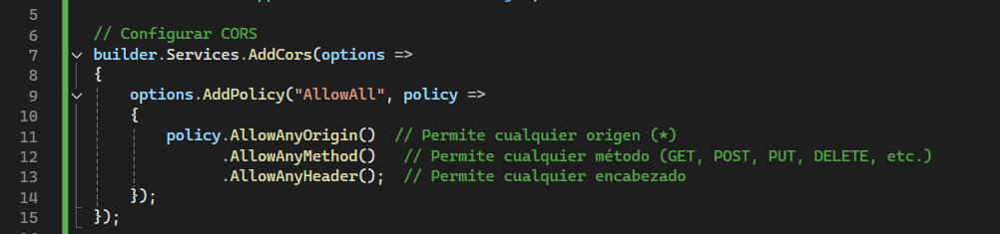 5
6 // Configurar CORS
7 builder.Services.AddCors(options =>
8 {
9 options.AddPolicy("AllowAll", policy =>
10 {
11 policy.AllowAnyOrigin() // Permite cualquier origen (*)
12 .AllowAnyMethod() // Permite cualquier método (GET, POST, PUT, DELETE, etc.)
13 .AllowAnyHeader(); // Permite cualquier encabezado
14 });
15 });